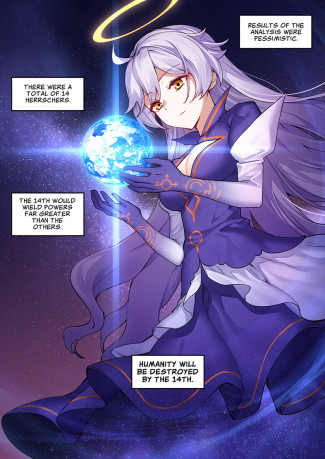 RESULTS OF THE
ANALYSIS WERE
PESSIMISTIC.
THERE WERE A
TOTAL OF 14
HERRSCHERS.
THE 14TH WOULD
WIELD POWERS
FAR GREATER
THAN THE
OTHERS.
HUMANITY WILL
BE DESTROYED
BY THE 14TH.